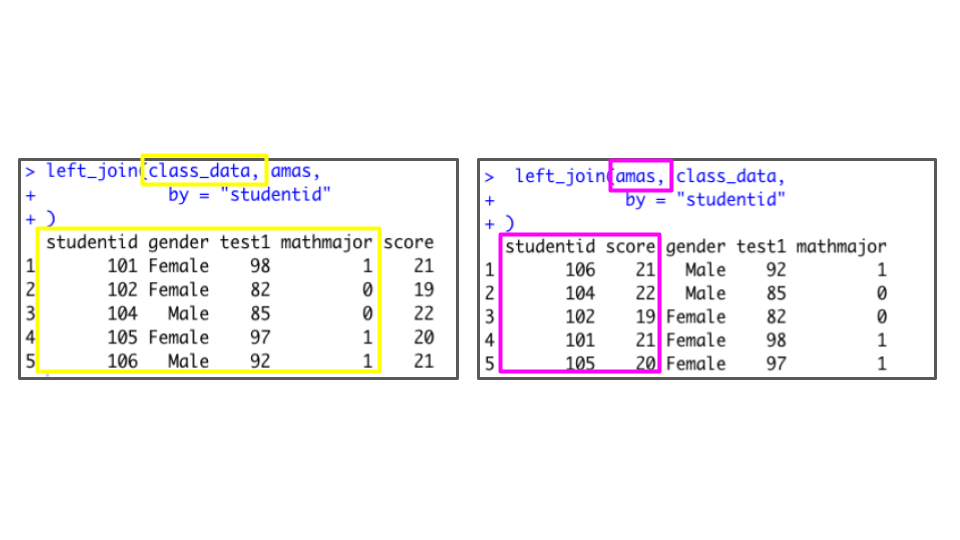 > left_join(class_data, amas,
+ by = "studentid"
+ )
studentid gender test1 mathmajor score
1 101 Female 98 1 21
2 102 Female 82 0 19
3 104 Male 85 0 22
4 105 Female 97 1 20
5 106 Male 92 1 21
> left_join(amas, class_data,
+ by = "studentid"
+ )
studentid score gender test1 mathmajor
1 106 21 Male 92 1
2 104 22 Male 85 0
3 102 19 Female 82 0
4 101 21 Female 98 1
5 105 20 Female 97 1